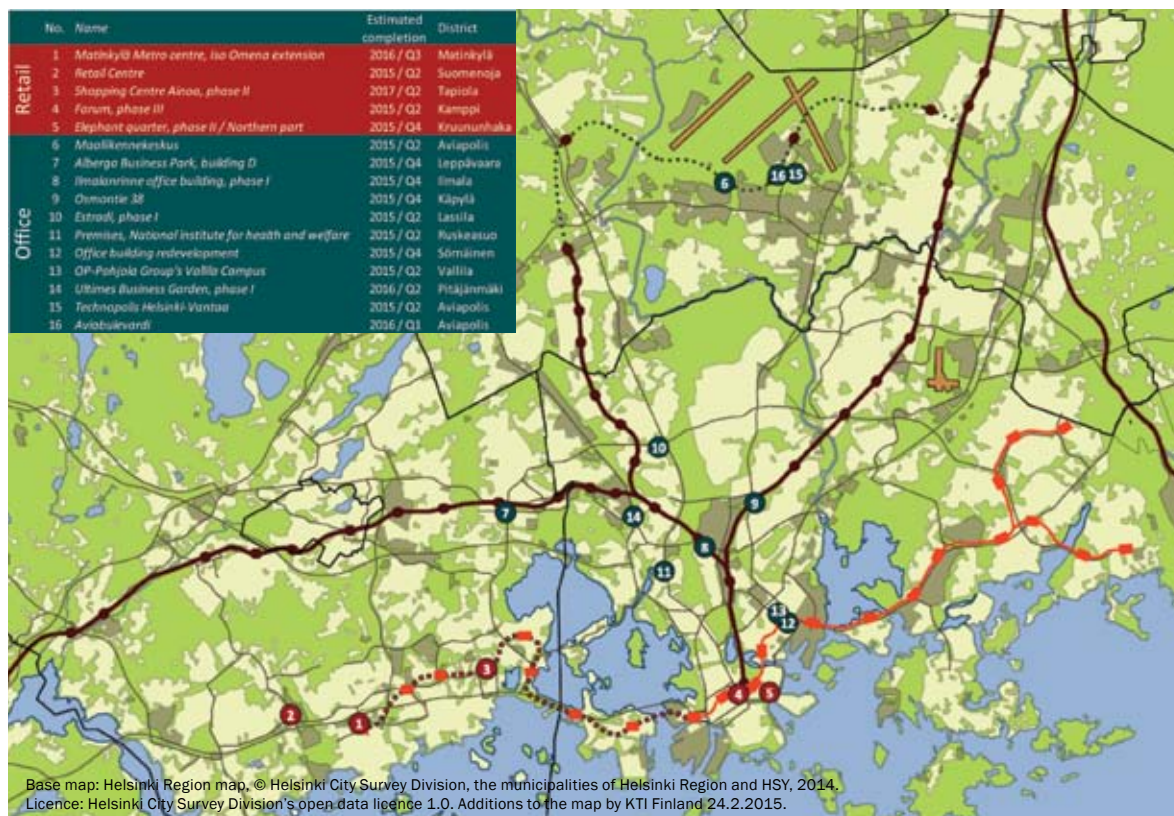 No. Name Estimated completion District
Retail
1 Matinkylä Metro centre, Iso Omena extension 2016 / Q3 Matinkylä
2 Retail Centre 2015 / Q2 Suomenoja
3 Shopping Centre Ainoa, phase II 2017 / Q2 Tapiola
4 Forum, phase III 2015 / Q2 Kamppi
5 Elephant quarter, phase II / Northern part 2015 / Q4 Kruununhaka
Office
6 Maaliikennekeskus 2015 / Q2 Aviapolis
7 Alberga Business Park, building D 2015 / Q4 Leppävaara
8 Ilmalanrinne office building, phase I 2015 / Q4 Ilmala
9 Osmontie 38 2015 / Q4 Käpylä
10 Estradi, phase I 2015 / Q2 Lassila
11 Premises, National institute for health and welfare 2015 / Q2 Ruskeasuo
12 Office building redevelopment 2015 / Q4 Sörnäinen
13 OP-Pohjola Group's Vallila Campus 2015 / Q2 Vallila
14 Ultimes Business Garden, phase I 2016 / Q2 Pitäjänmäki
15 Technopolis Helsinki-Vantaa 2015 / Q2 Aviapolis
16 Aviabulevardi 2016 / Q1 Aviapolis
6
16 15
10
9
7
14
8
11
13
12
3
4
5
2
1
Base map: Helsinki Region map, © Helsinki City Survey Division, the municipalities of Helsinki Region and HSY, 2014.
Licence: Helsinki City Survey Division's open data licence 1.0. Additions to the map by KTI Finland 24.2.2015.